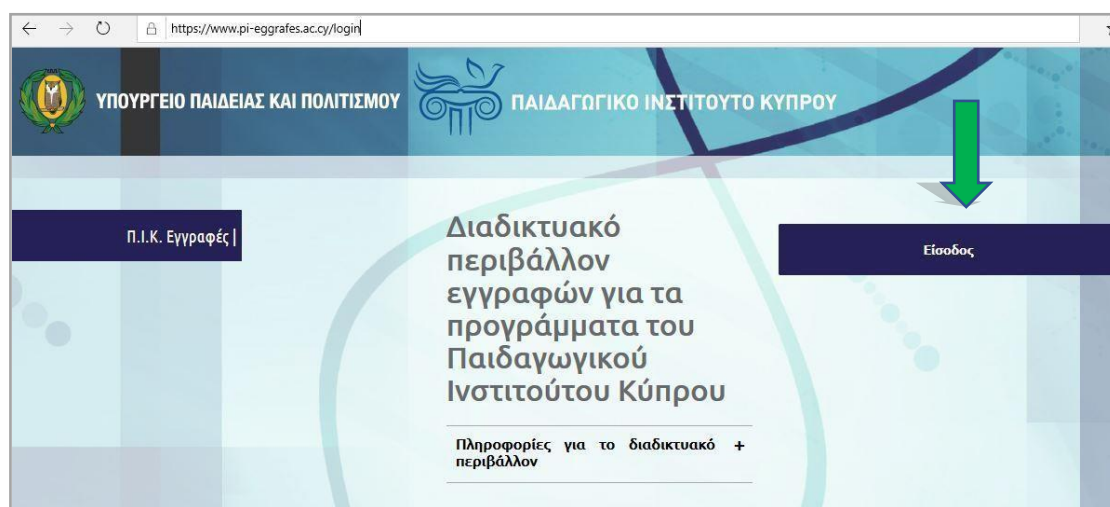 https://www.pi-eggrafes.ac.cy/login
ΥΠΟΥΡΓΕΙΟ ΠΑΙΔΕΙΑΣ ΚΑΙ ΠΟΛΙΤΙΣΜΟΥ
ΠΑΙΔΑΓΩΓΙΚΟ ΙΝΣΤΙΤΟΥΤΟ ΚΥΠΡΟΥ
Π.Ι.Κ. Εγγραφές |
Διαδικτυακό
περιβάλλον
εγγραφών για τα
προγράμματα του
Παιδαγωγικού
Ινστιτούτου Κύπρου
Πληροφορίες για το διαδικτυακό +
περιβάλλον
Είσοδος